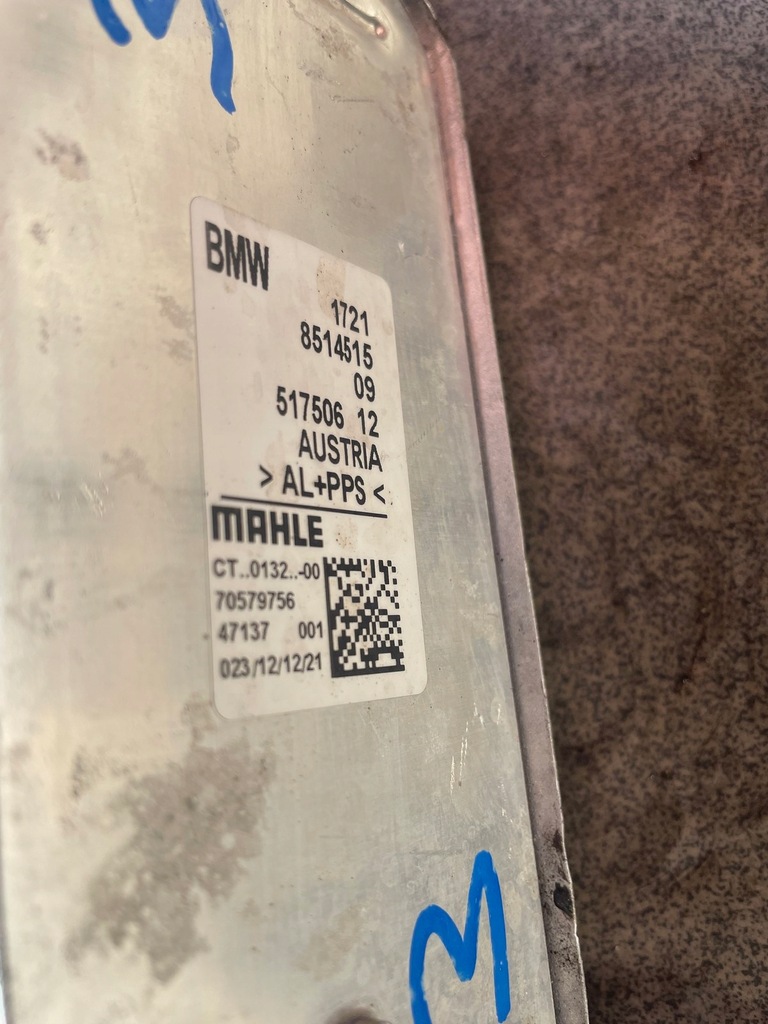 BMW
1721
8514515
09
517506 12
AUSTRIA
> AL+PPS <
MAHLE
CT..0132..-00
70579756
47137 001
023/12/12/21
M